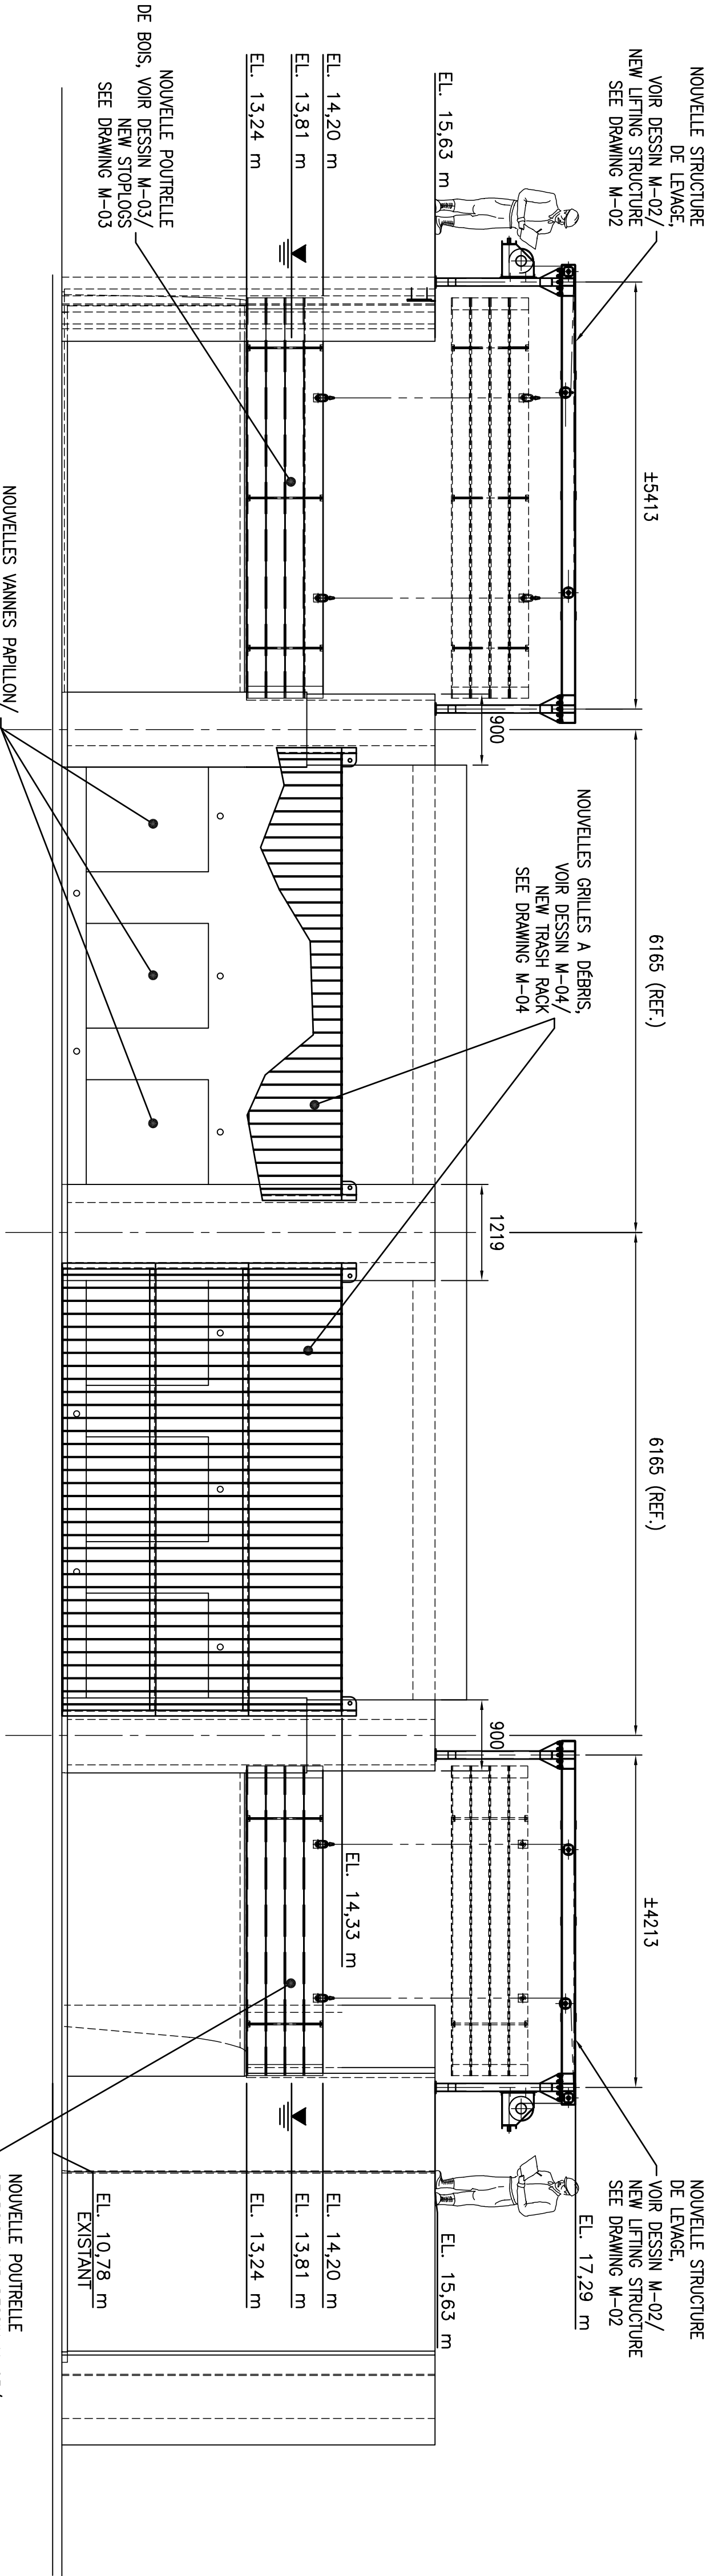 NOUVELLE STRUCTURE
DE LEVAGE,
VOIR DESSIN M-02/
NEW LIFTING STRUCTURE
SEE DRAWING M-02
±5413
6165 (REF.)
6165 (REF.)
±4213
NOUVELLE STRUCTURE
DE LEVAGE,
VOIR DESSIN M-02/
NEW LIFTING STRUCTURE
SEE DRAWING M-02
EL. 17,29 m
900
NOUVELLES GRILLES A DÉBRIS,
VOIR DESSIN M-04/
NEW TRASH RACK
SEE DRAWING M-04
1219
900
EL. 15,63 m
EL. 15,63 m
EL. 14,20 m
EL. 13,81 m
EL. 13,24 m
EL. 14,33 m
EL. 14,20 m
EL. 13,81 m
EL. 13,24 m
NOUVELLE POUTRELLE
DE BOIS, VOIR DESSIN M-03/
NEW STOPLOGS
SEE DRAWING M-03
EL. 10,78 m
EXISTANT
NOUVELLES VANNES PAPILLON/
NOUVELLE POUTRELLE